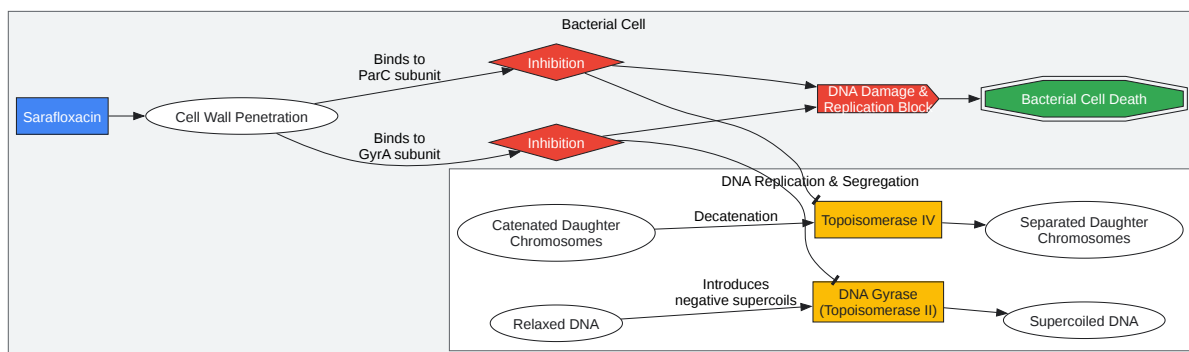 Bacterial Cell
Binds to
ParC subunit
Inhibition
Sarafloxacin
Cell Wall Penetration
DNA Damage &
Replication Block
Bacterial Cell Death
Binds to
GyrA subunit
Inhibition
DNA Replication & Segregation
Catenated Daughter
Chromosomes
Decatenation
Topoisomerase IV
Separated Daughter
Chromosomes
Relaxed DNA
Introduces
negative supercoils
DNA Gyrase
(Topoisomerase II)
Supercoiled DNA